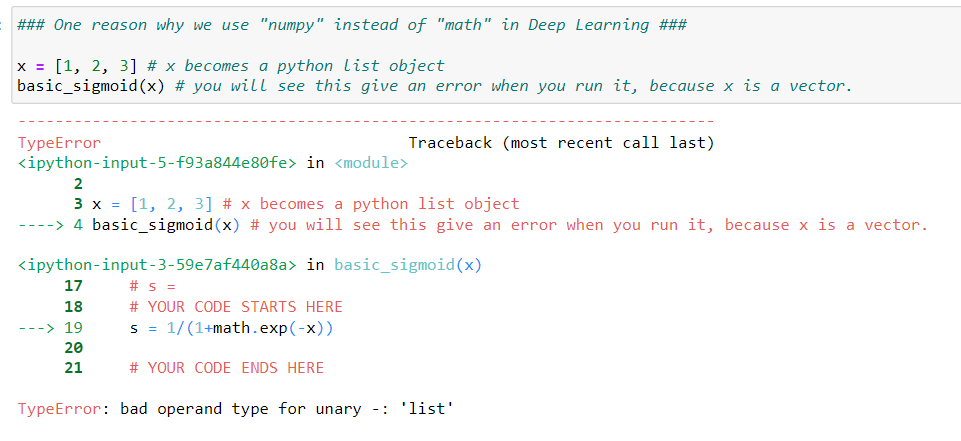 ### One reason why we use "numpy" instead of "math" in Deep Learning ###
x = [1, 2, 3] # x becomes a python list object
basic_sigmoid(x) # you will see this give an error when you run it, because x is a vector.
---------------------------------------------------------------------------
TypeError                                 Traceback (most recent call last)
<ipython-input-5-f93a844e80fe> in <module>
      2
      3 x = [1, 2, 3] # x becomes a python list object
----> 4 basic_sigmoid(x) # you will see this give an error when you run it, because x is a vector.
<ipython-input-3-59e7af440a8a> in basic_sigmoid(x)
     17     # s =
     18     # YOUR CODE STARTS HERE
---> 19     s = 1/(1+math.exp(-x))
     20
     21     # YOUR CODE ENDS HERE
TypeError: bad operand type for unary -: 'list'